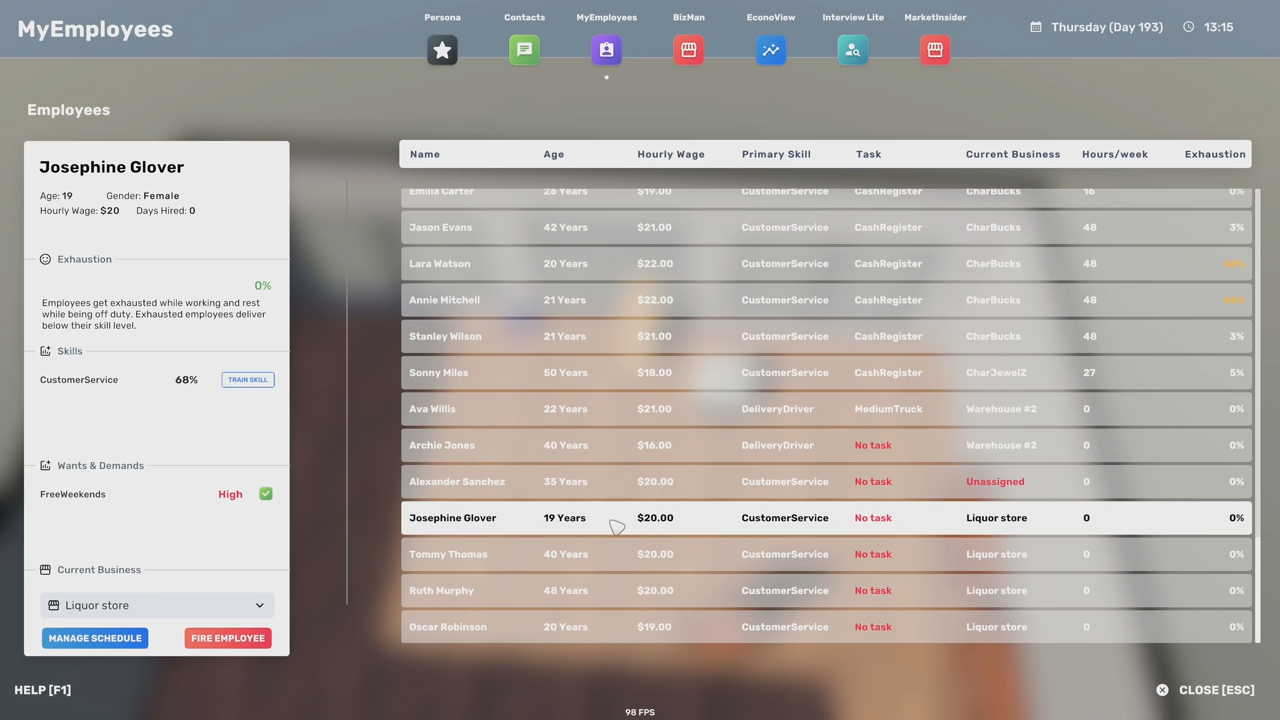 MyEmployees
Persona
Contacts
MyEmployees
BizMan
EconoView
Interview Lite
MarketInsider
Thursday (Day 193)
13:15
Employees
Josephine Glover
Age: 19 Gender: Female
Hourly Wage: $20 Days Hired: 0
Exhaustion
0%
Employees get exhausted while working and rest
while being off duty. Exhausted employees deliver
below their skill level.
Skills
CustomerService 68% TRAIN SKILL
Wants & Demands
FreeWeekends High
Current Business
Liquor store
MANAGE SCHEDULE FIRE EMPLOYEE
Name Age Hourly Wage Primary Skill Task Current Business Hours/week Exhaustion
Emilia Carter 26 Years $19.00 CustomerService CashRegister CharBucks 16 0%
Jason Evans 42 Years $21.00 CustomerService CashRegister CharBucks 48 3%
Lara Watson 20 Years $22.00 CustomerService CashRegister CharBucks 48
Annie Mitchell 21 Years $22.00 CustomerService CashRegister CharBucks 48
Stanley Wilson 21 Years $21.00 CustomerService CashRegister CharBucks 48 3%
Sonny Miles 50 Years $18.00 CustomerService CashRegister CharJewelZ 27 5%
Ava Willis 22 Years $21.00 DeliveryDriver MediumTruck Warehouse #2 0 0%
Archie Jones 40 Years $16.00 DeliveryDriver No task Warehouse #2 0 0%
Alexander Sanchez 35 Years $20.00 CustomerService No task Unassigned 0 0%
Josephine Glover 19 Years $20.00 CustomerService No task Liquor store 0 0%
Tommy Thomas 40 Years $20.00 CustomerService No task Liquor store 0 0%
Ruth Murphy 48 Years $20.00 CustomerService No task Liquor store 0 0%
Oscar Robinson 20 Years $19.00 CustomerService No task Liquor store 0 0%
HELP [F1]
98 FPS
CLOSE [ESC]